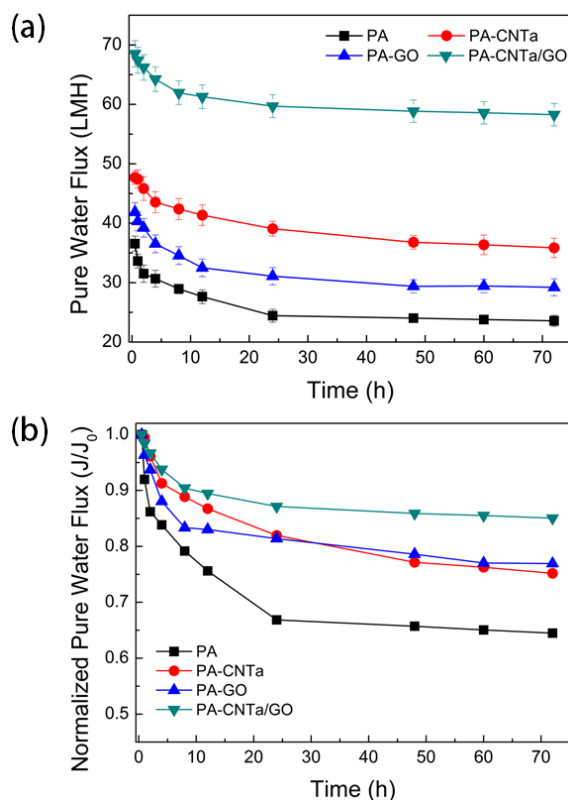 (a)
PA
PA-CNTa
PA-GO
PA-CNTa/GO
Pure Water Flux (LMH)
70
60
50
40
30
20
0 10 20 30 40 50 60 70
Time (h)
(b)
Normalized Pure Water Flux (J/J₀)
1.0
0.9
0.8
0.7
0.6
0.5
PA
PA-CNTa
PA-GO
PA-CNTa/GO
0 10 20 30 40 50 60 70
Time (h)